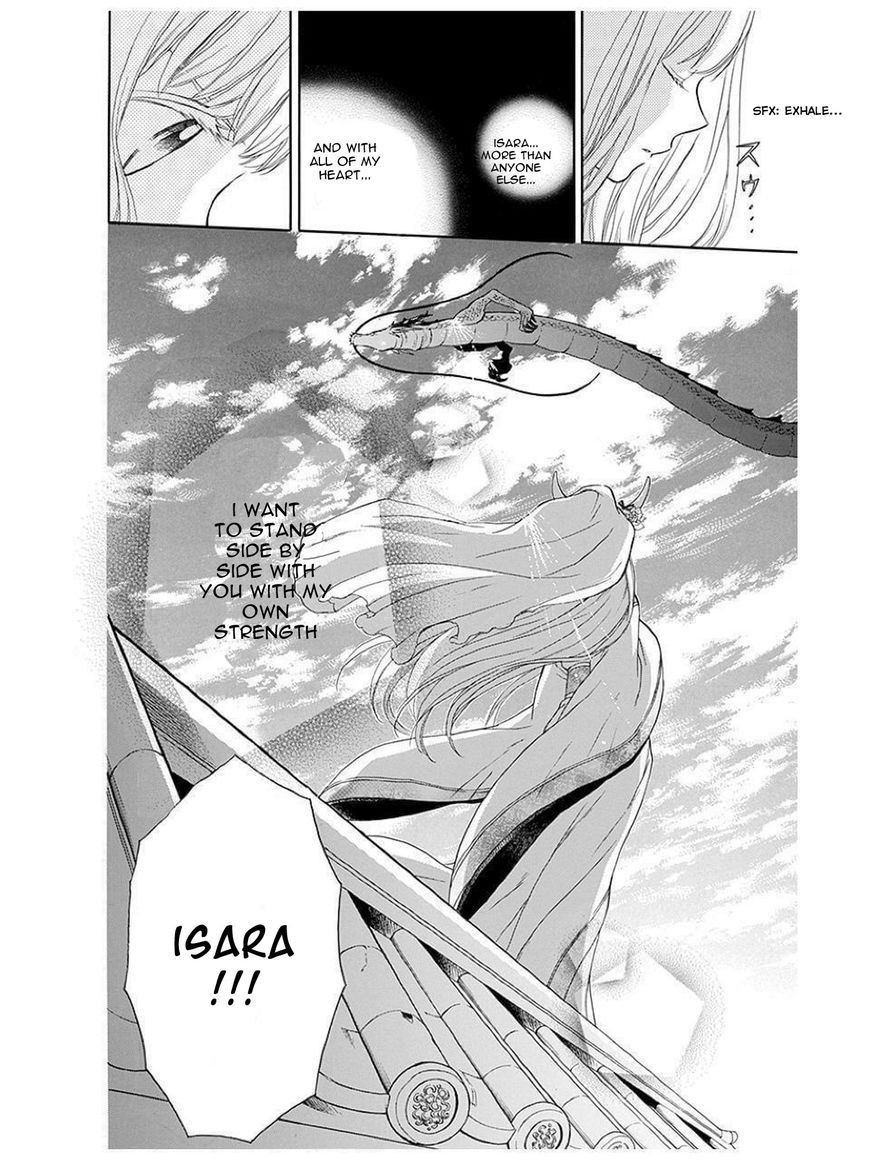 SFX: EXHALE...
スゥ...
ISARA...
MORE THAN
ANYONE
ELSE...
AND WITH
ALL OF MY
HEART...
I WANT
TO STAND
SIDE BY
SIDE WITH
YOU WITH MY
OWN
STRENGTH
ISARA
!!!